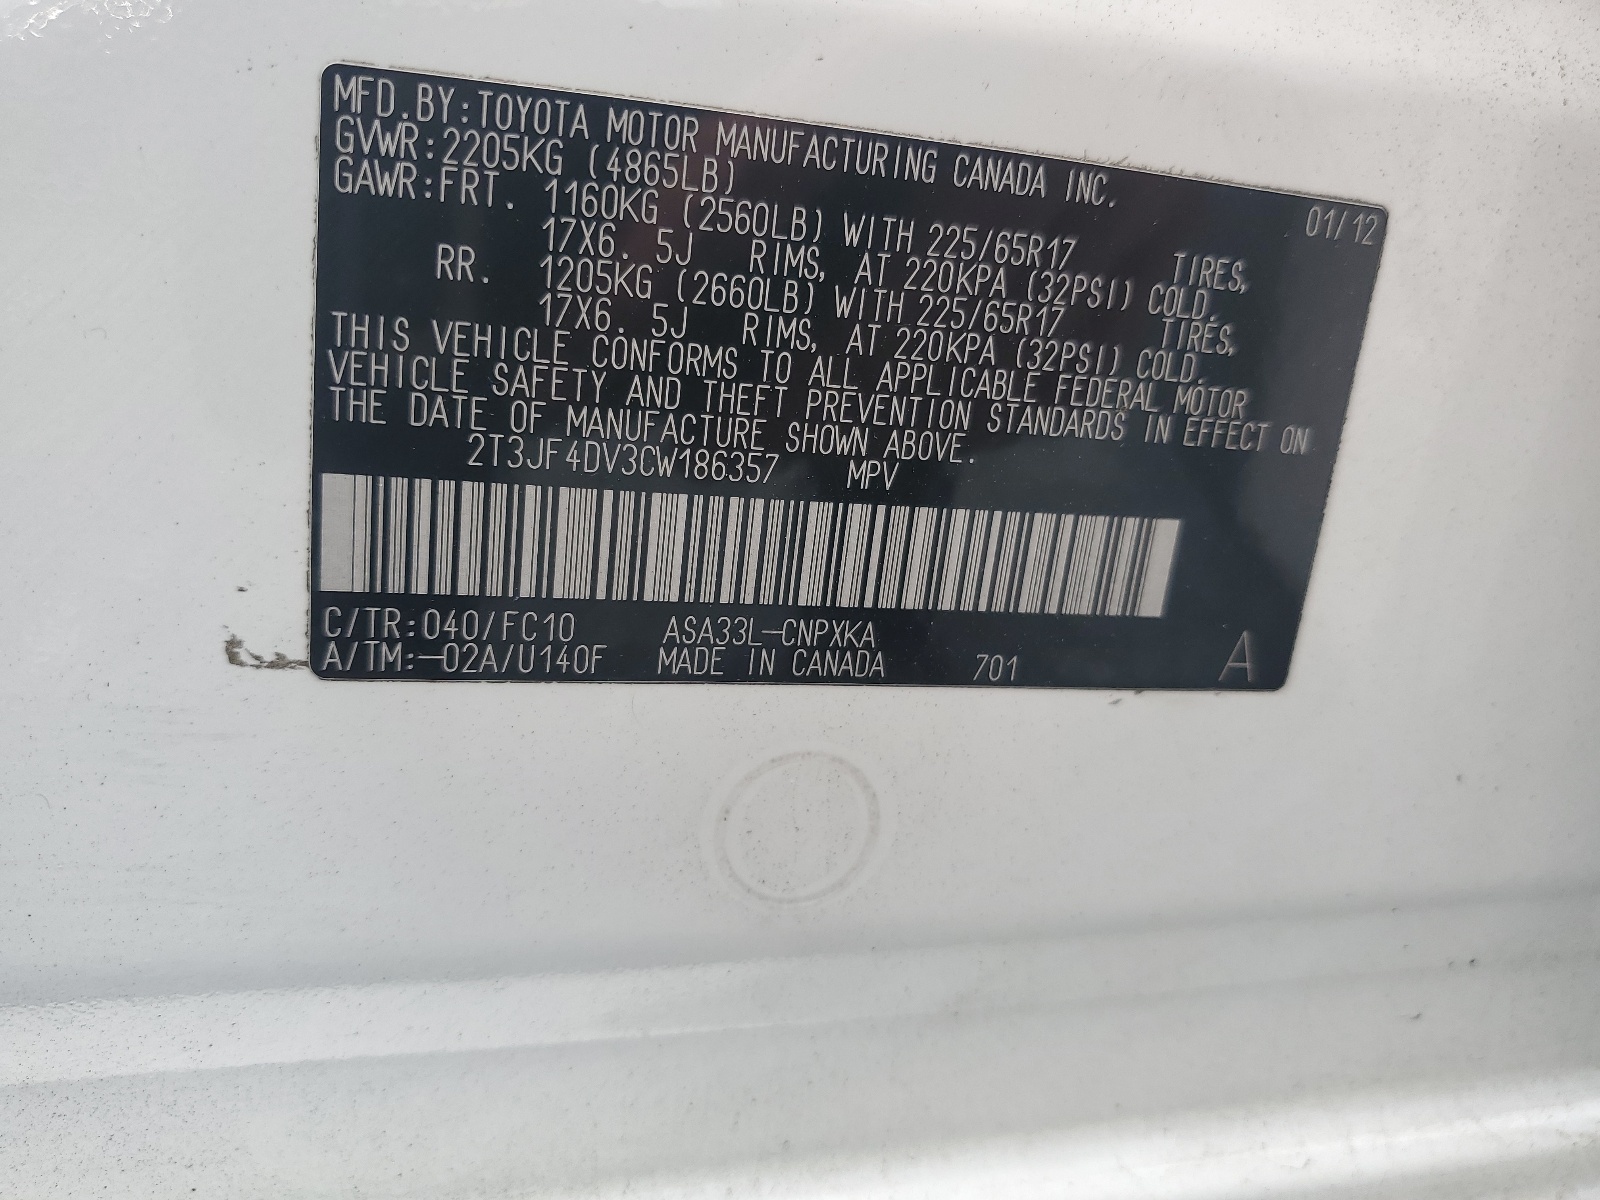 MFD.BY:TOYOTA MOTOR MANUFACTURING CANADA INC. 01/12
GVWR:2205KG (4865LB)
GAWR:FRT. 1160KG (2560LB) WITH 225/65R17 TIRES,
17X6. 5J RIMS, AT 220KPA (32PSI) COLD.
RR. 1205KG (2660LB) WITH 225/65R17 TIRES,
17X6. 5J RIMS, AT 220KPA (32PSI) COLD.
THIS VEHICLE CONFORMS TO ALL APPLICABLE FEDERAL MOTOR
VEHICLE SAFETY AND THEFT PREVENTION STANDARDS IN EFFECT ON
THE DATE OF MANUFACTURE SHOWN ABOVE.
2T3JF4DV3CW186357 MPV
C/TR:040/FC10 ASA33L-CNPXKA
A/TM:-02A/U140F MADE IN CANADA 701 A